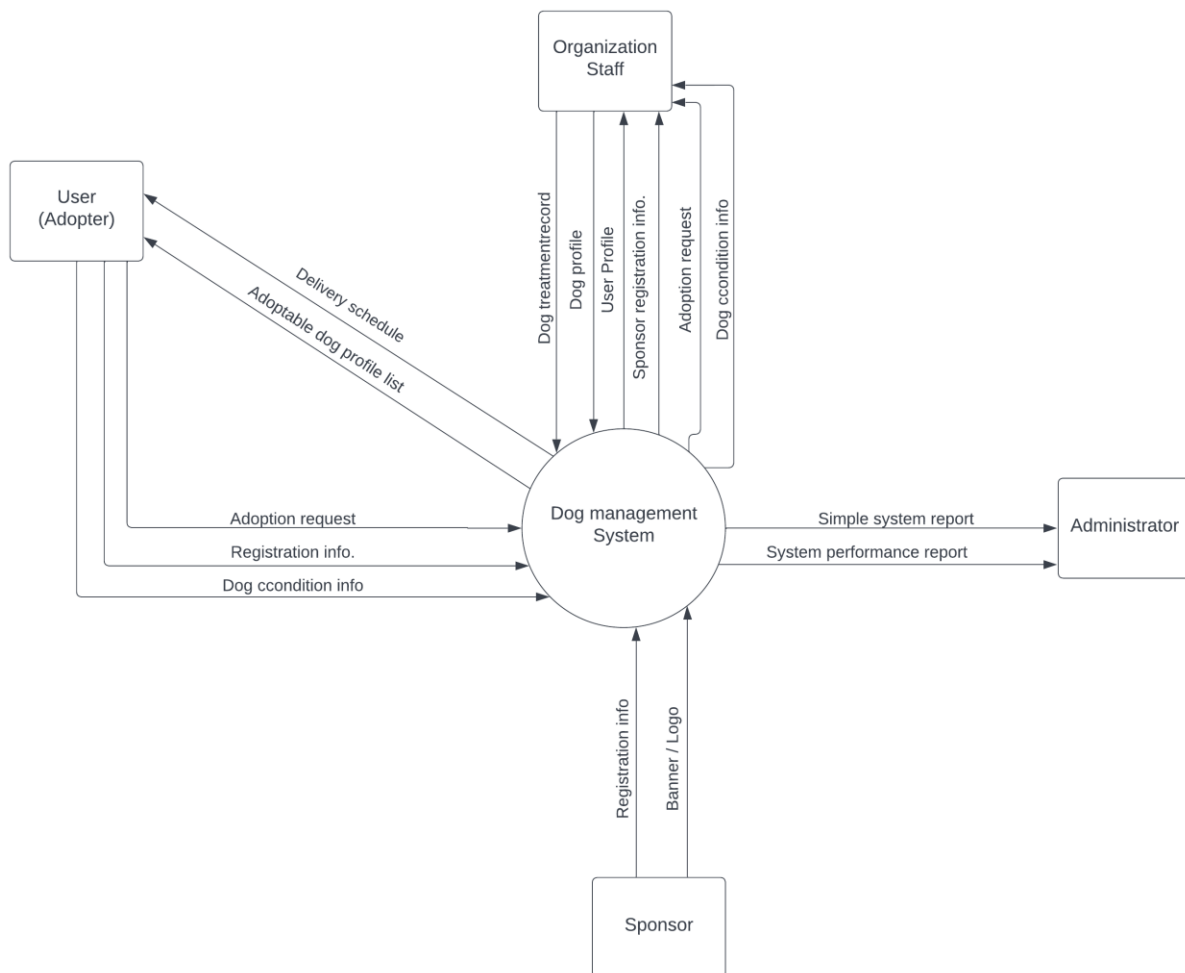 Organization
Staff
User
(Adopter)
Dog treatmentrecord
Dog profile
User Profile
Sponsor registration info.
Adoption request
Dog ccondition info
Delivery schedule
Adoptable dog profile list
Adoption request
Registration info.
Dog ccondition info
Dog management
System
Simple system report
System performance report
Administrator
Registration info
Banner / Logo
Sponsor